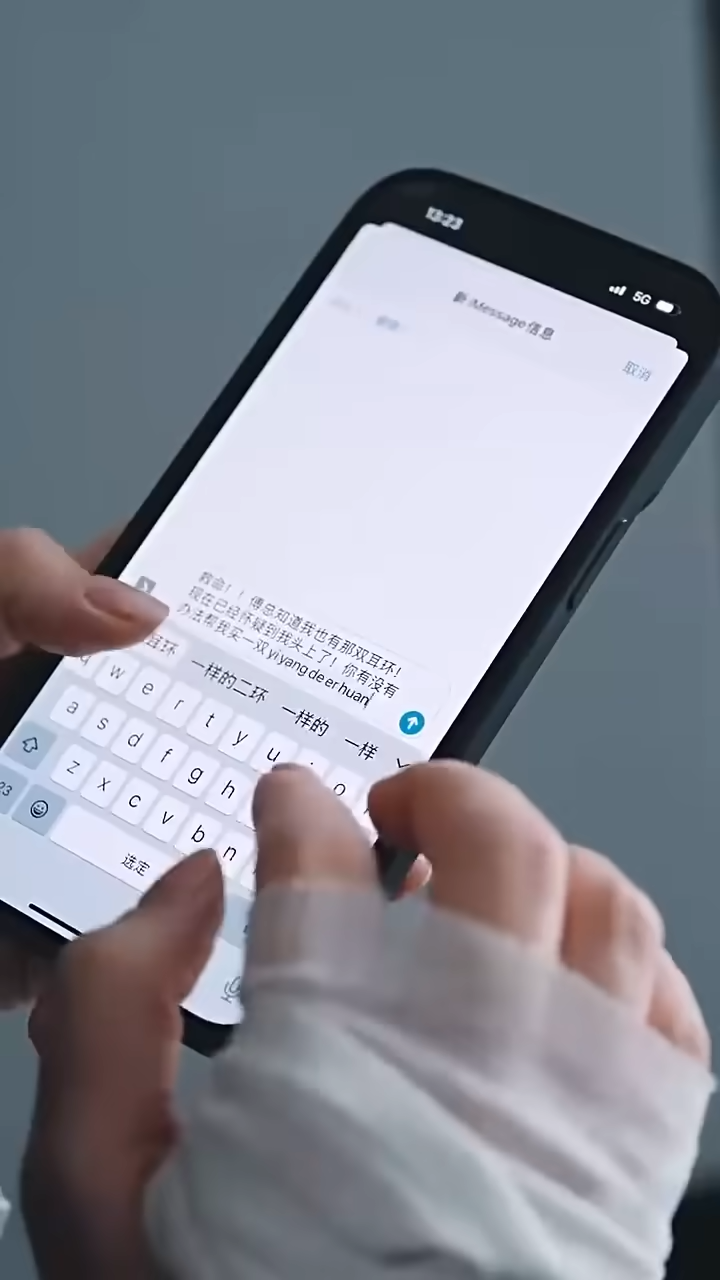 13:23
5G
新iMessage信息
取消
救命！！傅总知道我也有那双耳环！
现在已经怀疑到我头上了！你有没有
办法帮我买一双yi yang de er huan
耳环 一样的二环 一样的 一样
q w e r t y u
a s d f g h
z x c v b n
选定